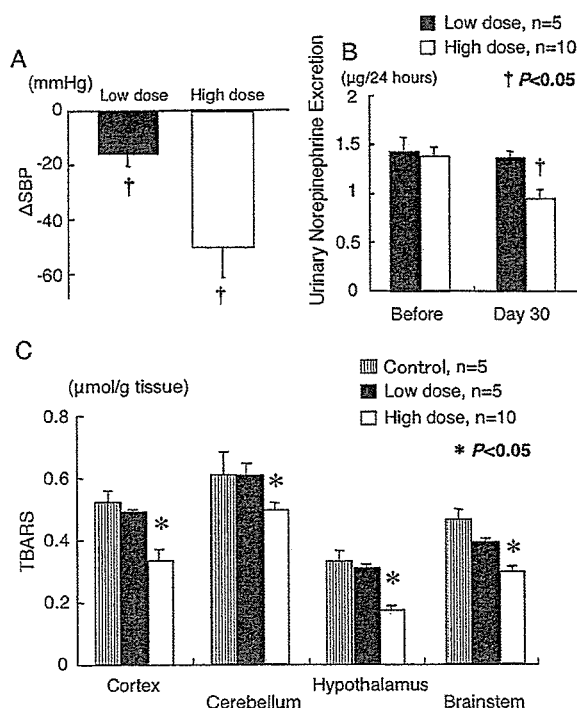 A
(mmHg)
Low dose High dose
0
-20
-40
-60
ΔSBP
†
†
Low dose, n=5
High dose, n=10
B
(μg/24 hours)
† P<0.05
Urinary Norepinephrine Excretion
2
1.5
1
1.5
0
†
Before Day 30
C
(μmol/g tissue)
Control, n=5
Low dose, n=5
High dose, n=10
* P<0.05
TBARS
0.8
0.6
0.4
0.2
0
*
*
*
*
Cortex
Cerebellum
Hypothalamus
Brainstem